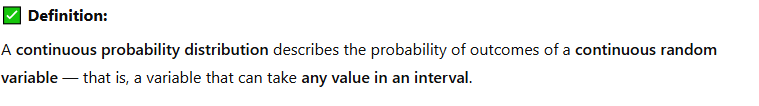 ✅ Definition:
A continuous probability distribution describes the probability of outcomes of a continuous random
variable — that is, a variable that can take any value in an interval.